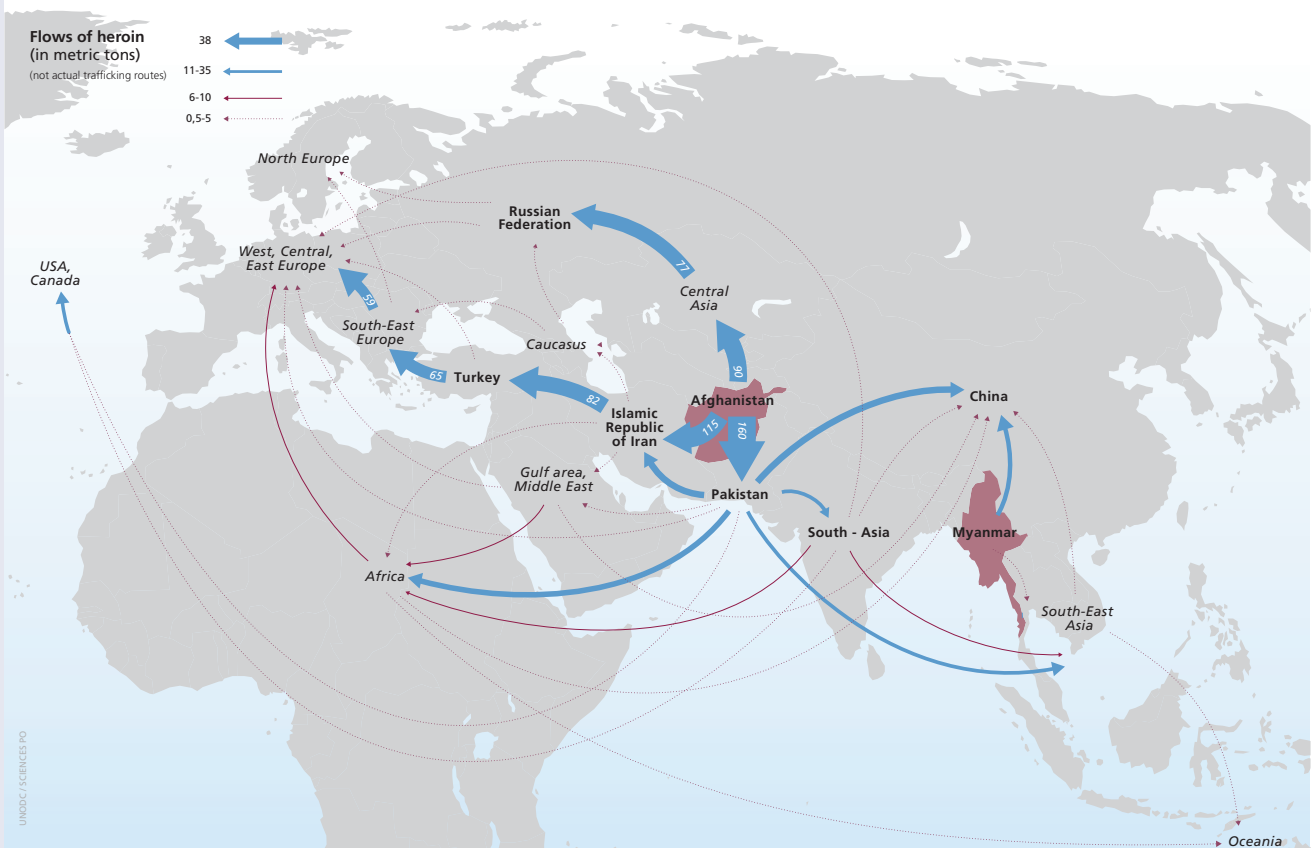 Flows of heroin
(in metric tons)
(not actual trafficking routes)
38
11-35
6-10
0,5-5
North Europe
Russian
Federation
West, Central,
East Europe
USA,
Canada
77
Central
Asia
59
South-East
Europe
Caucasus
65
Turkey
82
90
Afghanistan
115
160
Islamic
Republic
of Iran
China
Gulf area,
Middle East
Pakistan
South - Asia
Myanmar
Africa
South-East
Asia
Oceania
UNODC / SCIENCES PO